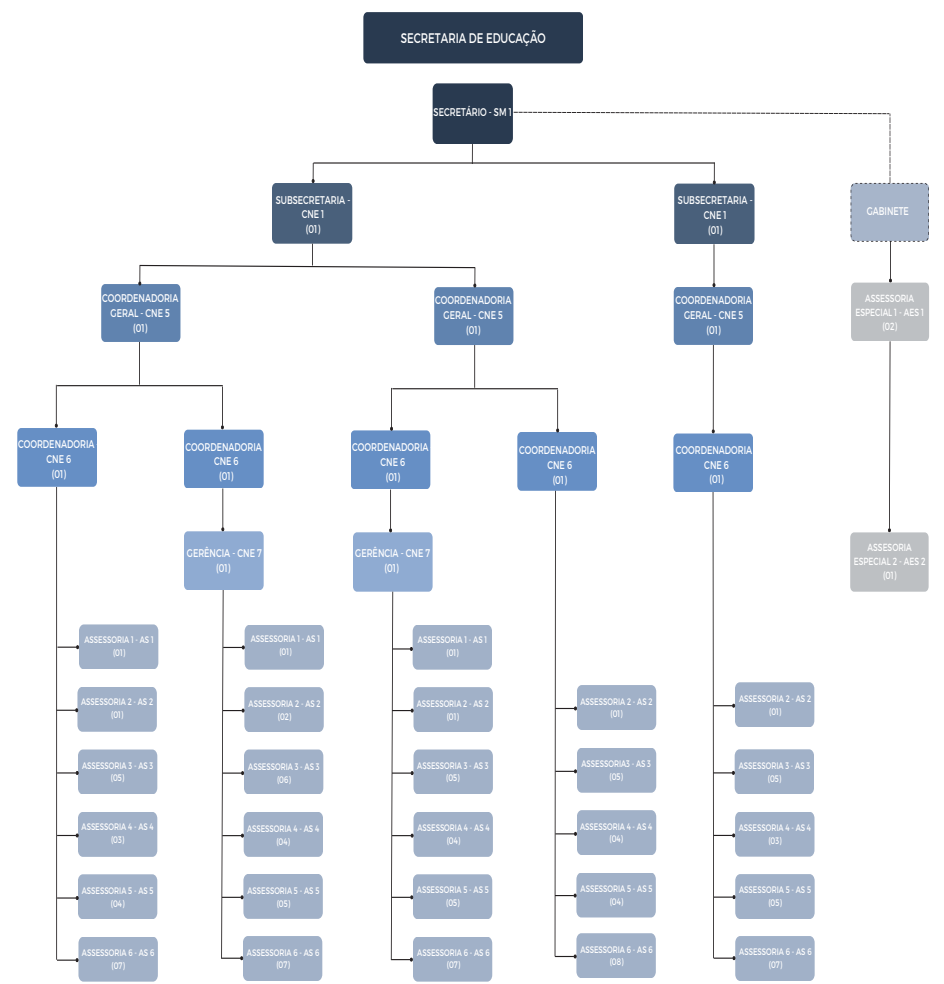 SECRETARIA DE EDUCAÇÃO
SECRETÁRIO - SM 1
SUBSECRETARIA -
CNE 1
(01)
SUBSECRETARIA -
CNE 1
(01)
GABINETE
COORDENADORIA
GERAL - CNE 5
(01)
COORDENADORIA
GERAL - CNE 5
(01)
COORDENADORIA
GERAL - CNE 5
(01)
ASSESSORIA
ESPECIAL 1 - AES 1
(02)
COORDENADORIA
CNE 6
(01)
COORDENADORIA
CNE 6
(01)
COORDENADORIA
CNE 6
(01)
COORDENADORIA
CNE 6
(01)
COORDENADORIA
CNE 6
(01)
GERÊNCIA - CNE 7
(01)
GERÊNCIA - CNE 7
(01)
ASSESORIA
ESPECIAL 2 - AES 2
(01)
ASSESSORIA 1 - AS 1
(01)
ASSESSORIA 2 - AS 2
(01)
ASSESSORIA 3 - AS 3
(05)
ASSESSORIA 4 - AS 4
(03)
ASSESSORIA 5 - AS 5
(04)
ASSESSORIA 6 - AS 6
(07)
ASSESSORIA 1 - AS 1
(01)
ASSESSORIA 2 - AS 2
(02)
ASSESSORIA 3 - AS 3
(06)
ASSESSORIA 4 - AS 4
(04)
ASSESSORIA 5 - AS 5
(05)
ASSESSORIA 6 - AS 6
(07)
ASSESSORIA 1 - AS 1
(01)
ASSESSORIA 2 - AS 2
(01)
ASSESSORIA 3 - AS 3
(05)
ASSESSORIA 4 - AS 4
(04)
ASSESSORIA 5 - AS 5
(05)
ASSESSORIA 6 - AS 6
(07)
ASSESSORIA 2 - AS 2
(01)
ASSESSORIA3 - AS 3
(05)
ASSESSORIA 4 - AS 4
(04)
ASSESSORIA 5 - AS 5
(04)
ASSESSORIA 6 - AS 6
(08)
ASSESSORIA 2 - AS 2
(01)
ASSESSORIA 3 - AS 3
(05)
ASSESSORIA 4 - AS 4
(03)
ASSESSORIA 5 - AS 5
(05)
ASSESSORIA 6 - AS 6
(07)